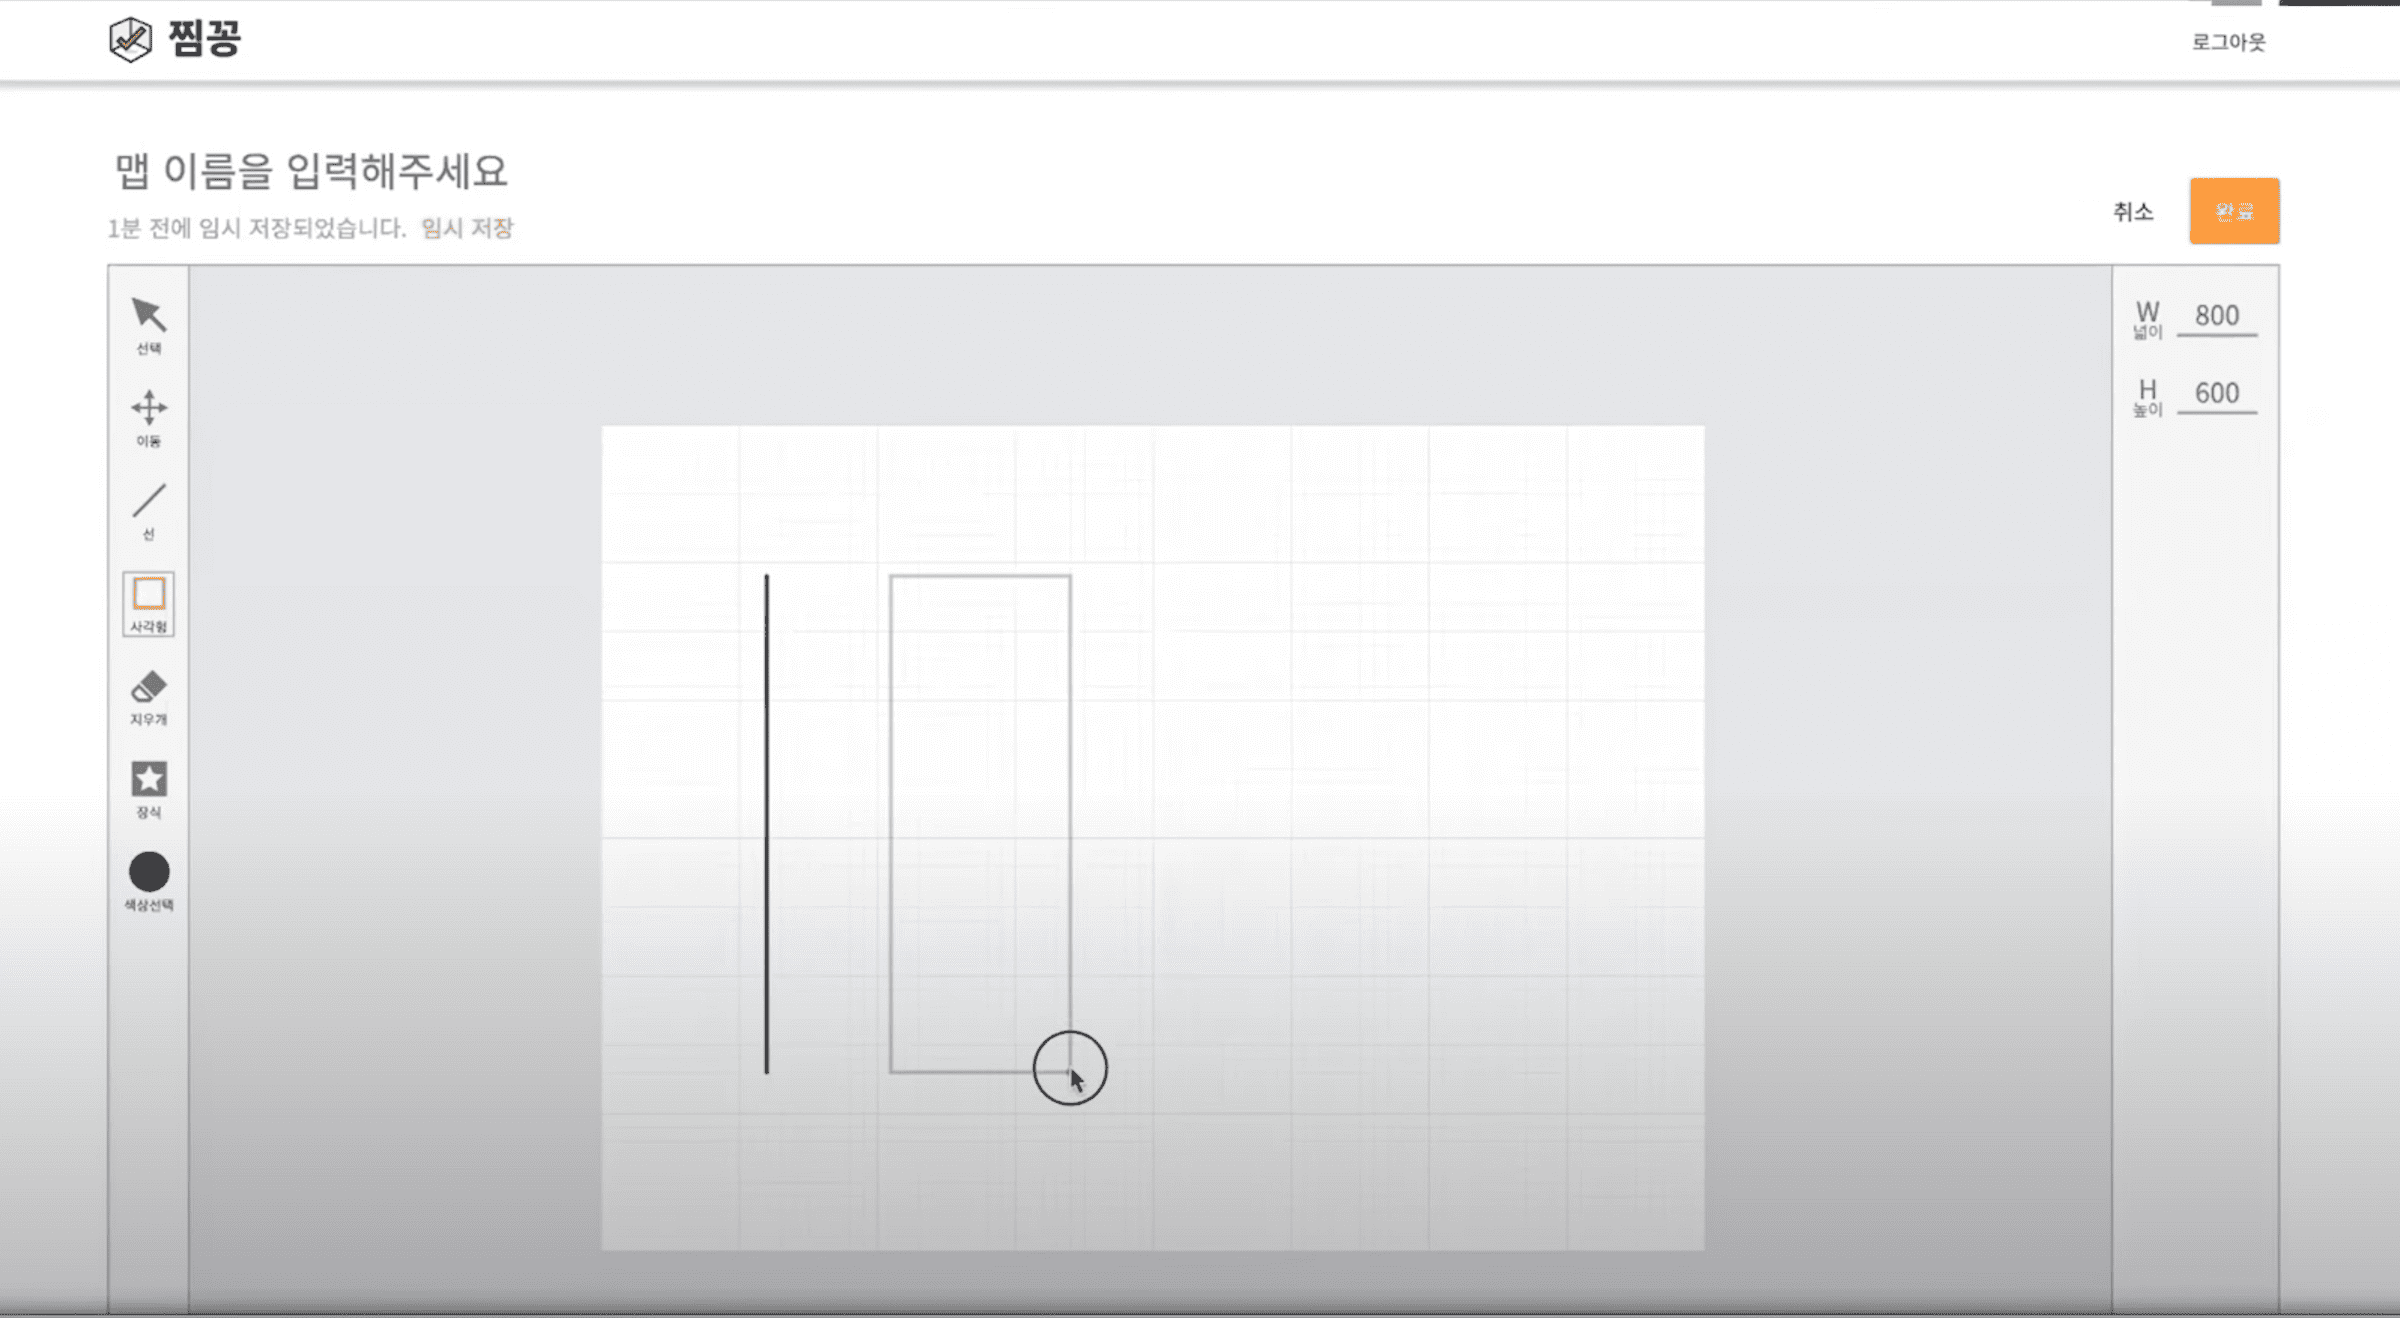 찜꽁
로그아웃
맵 이름을 입력해주세요
1분 전에 임시 저장되었습니다. 임시 저장
취소
완료
선택
이동
선
사각형
지우개
장식
색상선택
W 800
넓이
H 600
높이